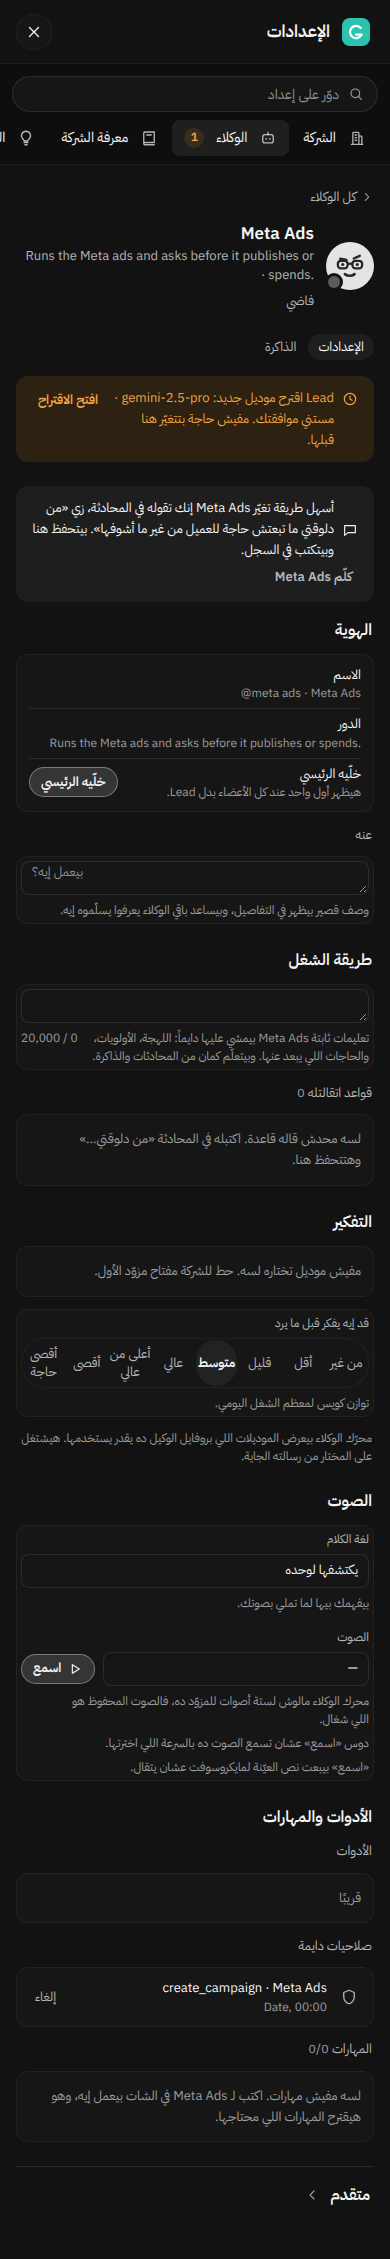 الإعدادات
دوّر على إعداد
الشركة
الوكلاء
1
معرفة الشركة
كل الوكلاء
Meta Ads
Runs the Meta ads and asks before it publishes or
spends. ·
فاضي
الإعدادات
الذاكرة
Lead اقترح موديل جديد: gemini-2.5-pro ·
مستني موافقتك. مفيش حاجة بتتغيّر هنا
قبلها.
افتح الاقتراح
أسهل طريقة تغيّر Meta Ads إنك تقوله في المحادثة، زي «من
دلوقتي ما تبعتش حاجة للعميل من غير ما أشوفها». بيتحفظ هنا
وبيتكتب في السجل.
كلّم Meta Ads
الهوية
الاسم
@meta ads · Meta Ads
الدور
Runs the Meta ads and asks before it publishes or spends.
خلّيه الرئيسي
هيظهر أول واحد عند كل الأعضاء بدل Lead.
خلّيه الرئيسي
عنه
بيعمل إيه؟
وصف قصير بيظهر في التفاصيل، وبيساعد باقي الوكلاء يعرفوا يسلّموه إيه.
طريقة الشغل
تعليمات ثابتة Meta Ads بيمشي عليها دايماً: اللهجة، الأولويات،
والحاجات اللي يبعد عنها. وبيتعلّم كمان من المحادثات والذاكرة.
20,000 / 0
قواعد اتقالتله 0
لسه محدش قاله قاعدة. اكتبله في المحادثة «من دلوقتي…»
وهتتحفظ هنا.
التفكير
مفيش موديل تختاره لسه. حط للشركة مفتاح مزوّد الأول.
قد إيه يفكر قبل ما يرد
من غير
أقل
قليل
متوسط
عالي
أعلى من
عالي
أقصى
أقصى
حاجة
توازن كويس لمعظم الشغل اليومي.
محرّك الوكلاء بيعرض الموديلات اللي بروفايل الوكيل ده يقدر يستخدمها. هيشتغل
على المختار من رسالته الجاية.
الصوت
لغة الكلام
يكتشفها لوحده
بيفهمك بيها لما تملي بصوتك.
الصوت
—
اسمع
محرك الوكلاء مالوش لستة أصوات للمزوّد ده، فالصوت المحفوظ هو
اللي شغال.
دوس «اسمع» عشان تسمع الصوت ده بالسرعة اللي اخترتها.
«اسمع» بيبعت نص العيّنة لمايكروسوفت عشان يتقال.
الأدوات والمهارات
الأدوات
قريبًا
صلاحيات دايمة
create_campaign · Meta Ads
Date, 00:00
إلغاء
المهارات 0/0
لسه مفيش مهارات. اكتب لـ Meta Ads في الشات بيعمل إيه، وهو
هيقترح المهارات اللي محتاجها.
متقدم